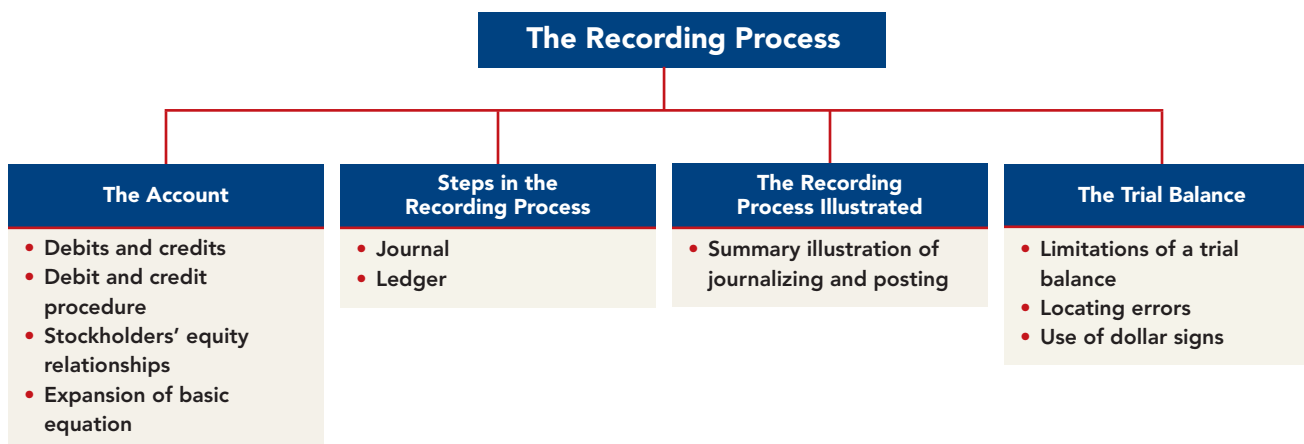 The Recording Process
The Account
• Debits and credits
• Debit and credit
procedure
• Stockholders’ equity
relationships
• Expansion of basic
equation
Steps in the
Recording Process
• Journal
• Ledger
The Recording
Process Illustrated
• Summary illustration of
journalizing and posting
The Trial Balance
• Limitations of a trial
balance
• Locating errors
• Use of dollar signs